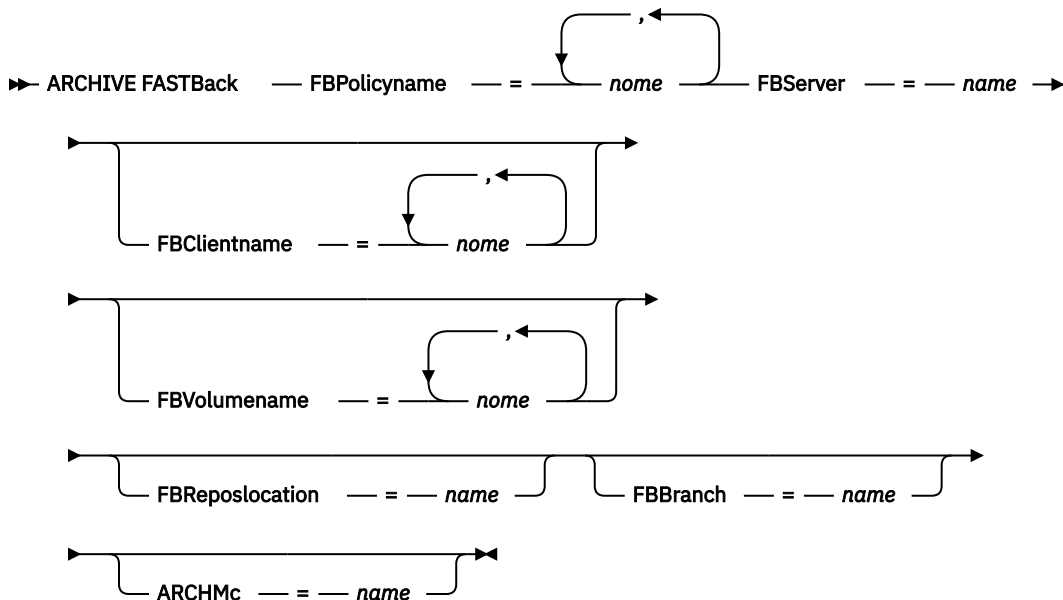 ,
ARCHIVE FASTBack FBPolicyname = nome FBServer = name
,
FBClientname = nome
,
FBVolumename = nome
FBReposlocation = name FBBranch = name
ARCHMc = name